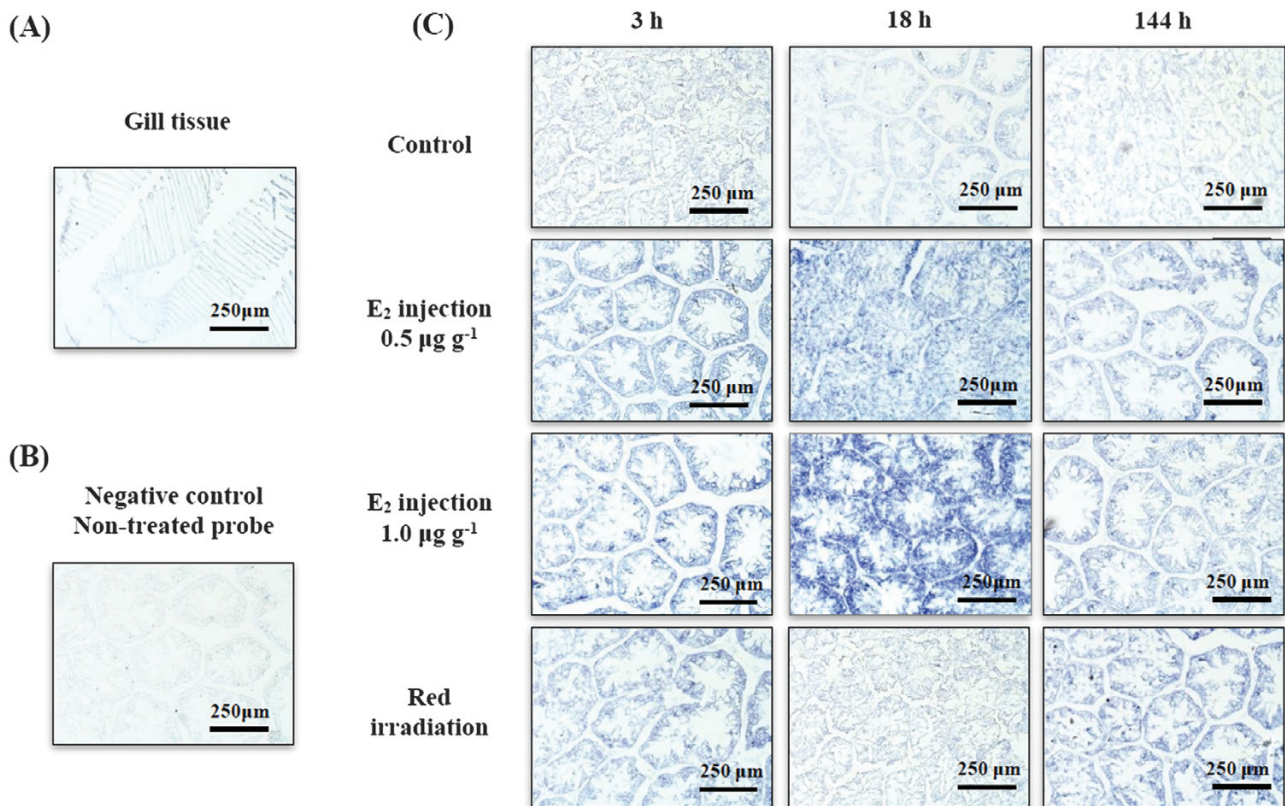 (A)
Gill tissue
250µm
(B)
Negative control
Non-treated probe
250µm
(C)
3 h
18 h
144 h
Control
250 µm
250 µm
250 µm
E₂ injection
0.5 µg g⁻¹
250 µm
250µm
250µm
E₂ injection
1.0 µg g⁻¹
250 µm
250µm
250 µm
Red
irradiation
250 µm
250 µm
250 µm